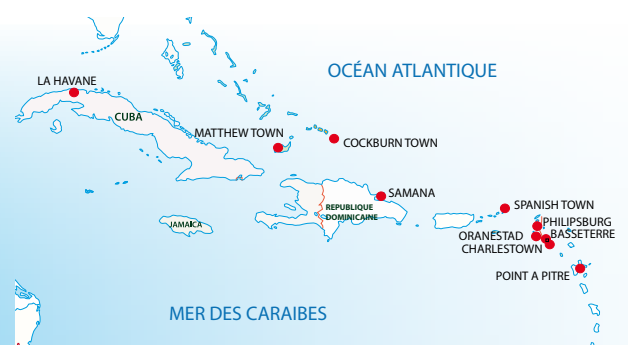 OCÉAN ATLANTIQUE
LA HAVANE
CUBA
MATTHEW TOWN
COCKBURN TOWN
SAMANA
REPUBLIQUE
DOMINICAINE
JAMAICA
SPANISH TOWN
PHILIPSBURG
ORANESTAD
BASSETERRE
CHARLESTOWN
POINT A PITRE
MER DES CARAIBES